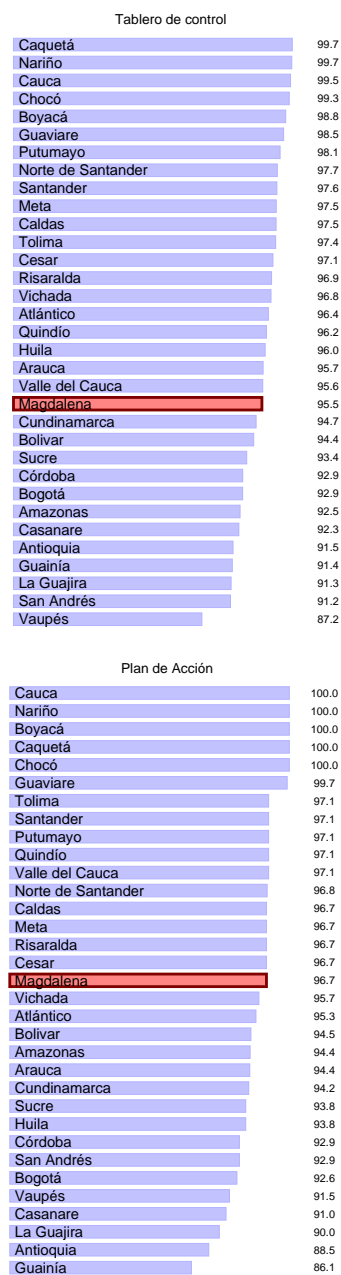 Tablero de control
Caquetá 99.7
Nariño 99.7
Cauca 99.5
Chocó 99.3
Boyacá 98.8
Guaviare 98.5
Putumayo 98.1
Norte de Santander 97.7
Santander 97.6
Meta 97.5
Caldas 97.5
Tolima 97.4
Cesar 97.1
Risaralda 96.9
Vichada 96.8
Atlántico 96.4
Quindío 96.2
Huila 96.0
Arauca 95.7
Valle del Cauca 95.6
Magdalena 95.5
Cundinamarca 94.7
Bolivar 94.4
Sucre 93.4
Córdoba 92.9
Bogotá 92.9
Amazonas 92.5
Casanare 92.3
Antioquia 91.5
Guainía 91.4
La Guajira 91.3
San Andrés 91.2
Vaupés 87.2
Plan de Acción
Cauca 100.0
Nariño 100.0
Boyacá 100.0
Caquetá 100.0
Chocó 100.0
Guaviare 99.7
Tolima 97.1
Santander 97.1
Putumayo 97.1
Quindío 97.1
Valle del Cauca 97.1
Norte de Santander 96.8
Caldas 96.7
Meta 96.7
Risaralda 96.7
Cesar 96.7
Magdalena 96.7
Vichada 95.7
Atlántico 95.3
Bolivar 94.5
Amazonas 94.4
Arauca 94.4
Cundinamarca 94.2
Sucre 93.8
Huila 93.8
Córdoba 92.9
San Andrés 92.9
Bogotá 92.6
Vaupés 91.5
Casanare 91.0
La Guajira 90.0
Antioquia 88.5
Guainía 86.1